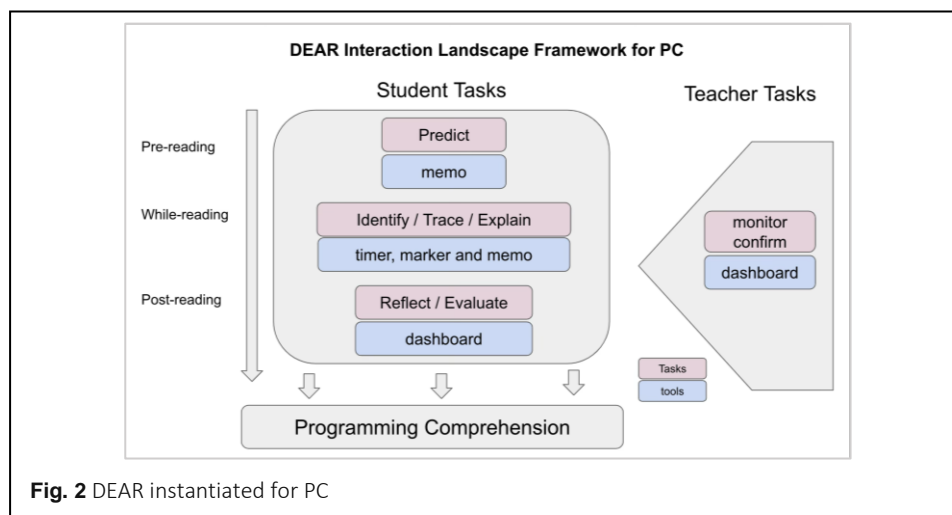 DEAR Interaction Landscape Framework for PC
Student Tasks
Teacher Tasks
Pre-reading
Predict
memo
While-reading
Identify / Trace / Explain
timer, marker and memo
monitor
confirm
dashboard
Post-reading
Reflect / Evaluate
dashboard
Tasks
tools
Programming Comprehension
Fig. 2 DEAR instantiated for PC